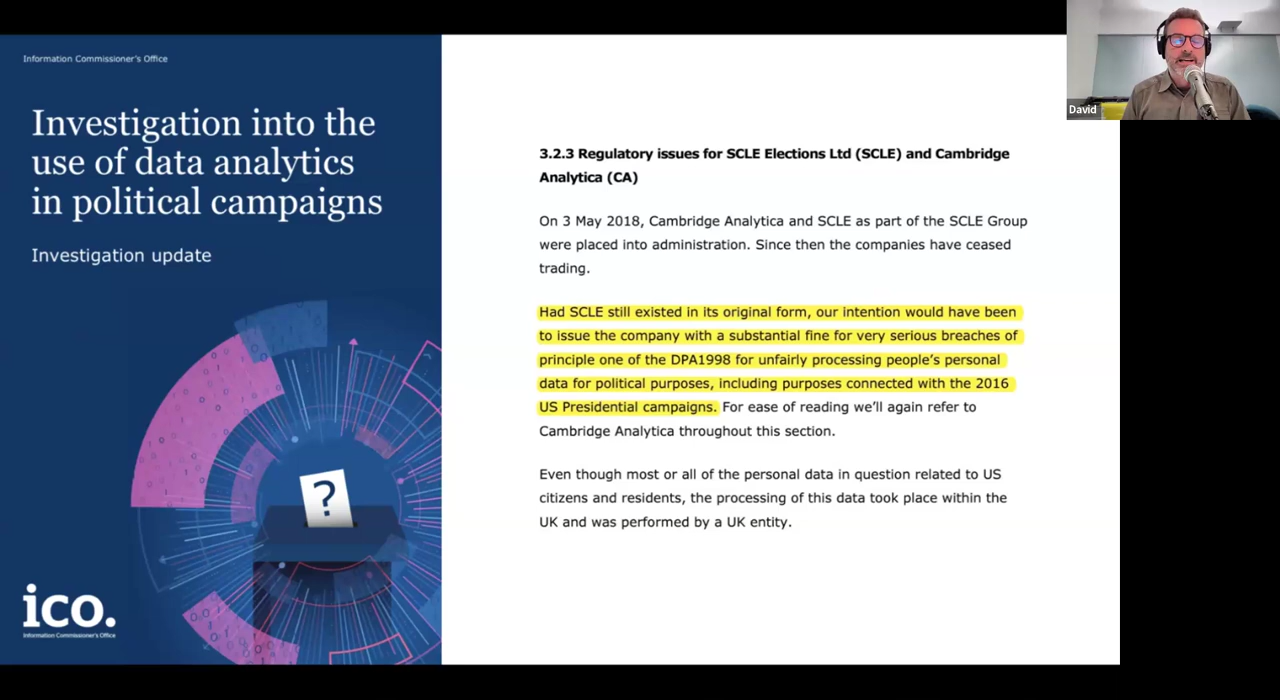 Information Commissioner's Office
Investigation into the
use of data analytics
in political campaigns
Investigation update
?
ico.
Information Commissioner's Office
3.2.3 Regulatory issues for SCLE Elections Ltd (SCLE) and Cambridge
Analytica (CA)
On 3 May 2018, Cambridge Analytica and SCLE as part of the SCLE Group
were placed into administration. Since then the companies have ceased
trading.
Had SCLE still existed in its original form, our intention would have been
to issue the company with a substantial fine for very serious breaches of
principle one of the DPA1998 for unfairly processing people's personal
data for political purposes, including purposes connected with the 2016
US Presidential campaigns. For ease of reading we'll again refer to
Cambridge Analytica throughout this section.
Even though most or all of the personal data in question related to US
citizens and residents, the processing of this data took place within the
UK and was performed by a UK entity.
David